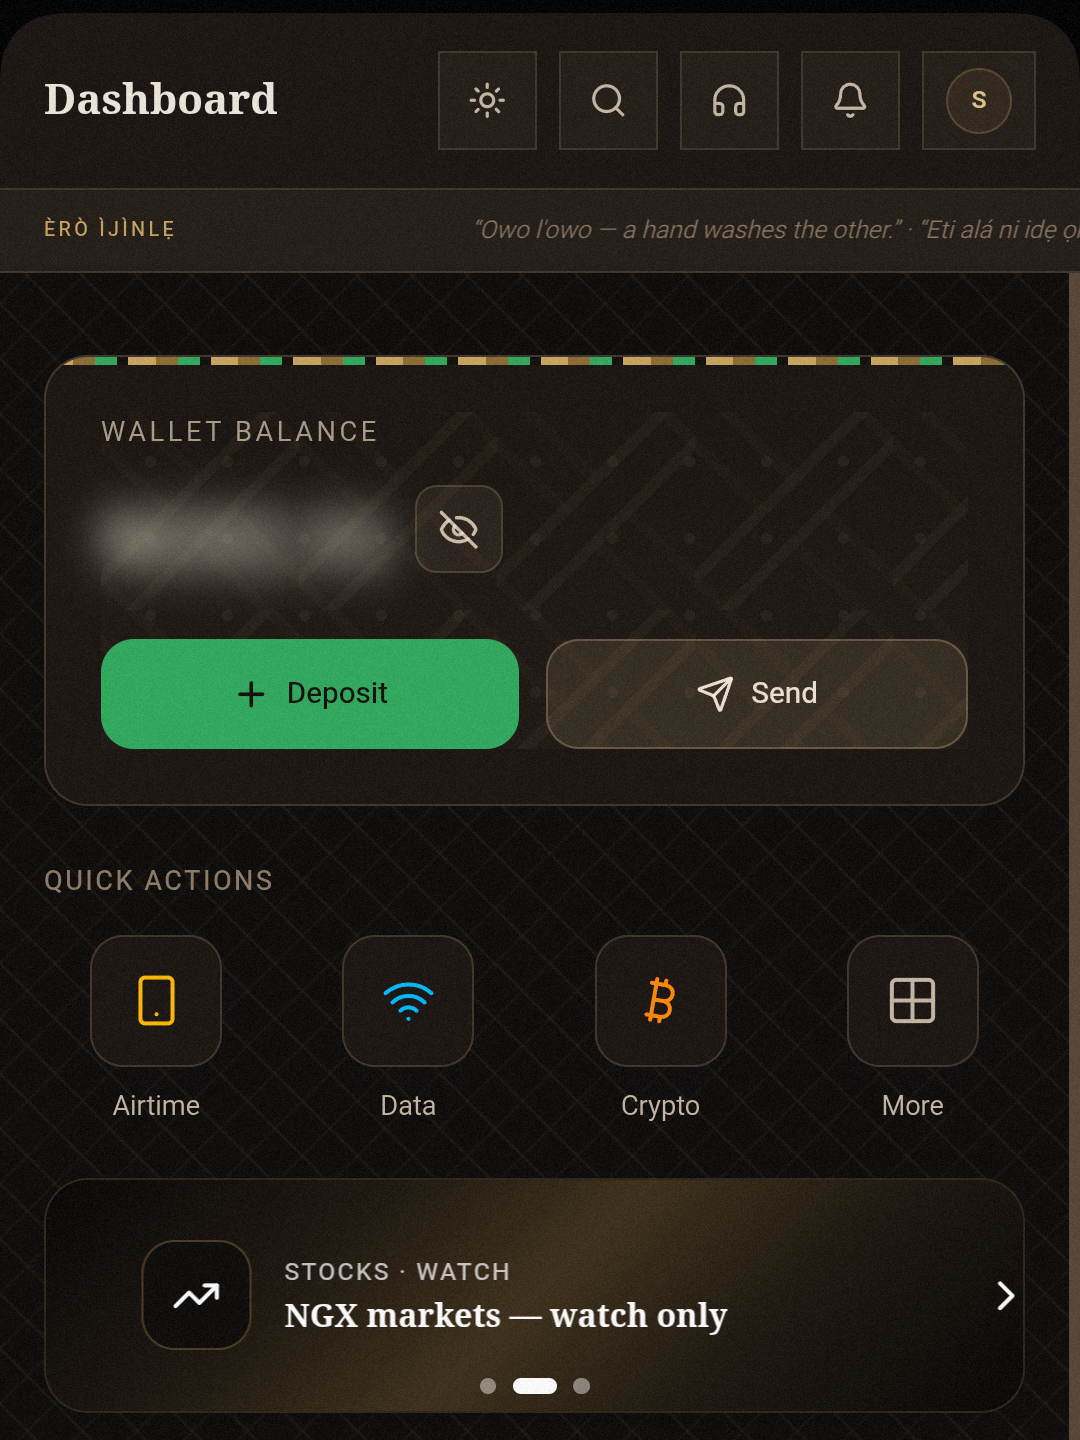 Dashboard
S
ÈRÒ ÌJÌNLẸ
“Owo l'owo — a hand washes the other.” · “Eti alá ni idẹ
WALLET BALANCE
Deposit
Send
QUICK ACTIONS
Airtime
Data
Crypto
More
STOCKS · WATCH
NGX markets — watch only